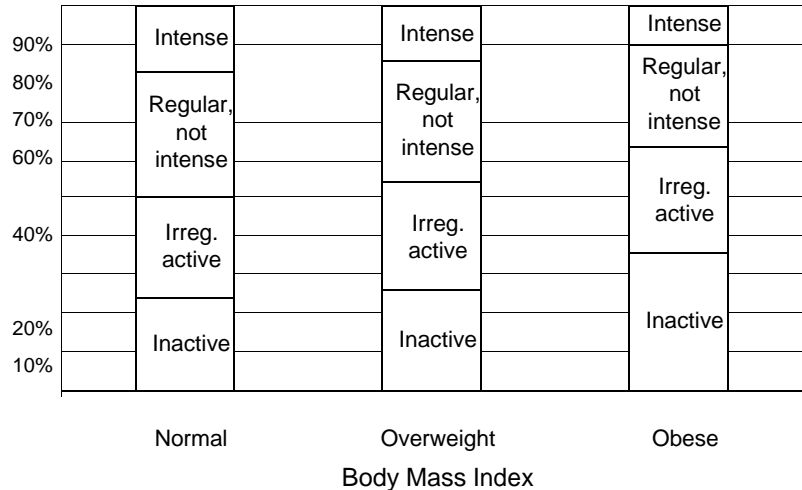 90%
80%
70%
60%
40%
20%
10%
Intense
Regular,
not
intense
Irreg.
active
Inactive
Intense
Regular,
not
intense
Irreg.
active
Inactive
Intense
Regular,
not
intense
Irreg.
active
Inactive
Normal
Overweight
Obese
Body Mass Index